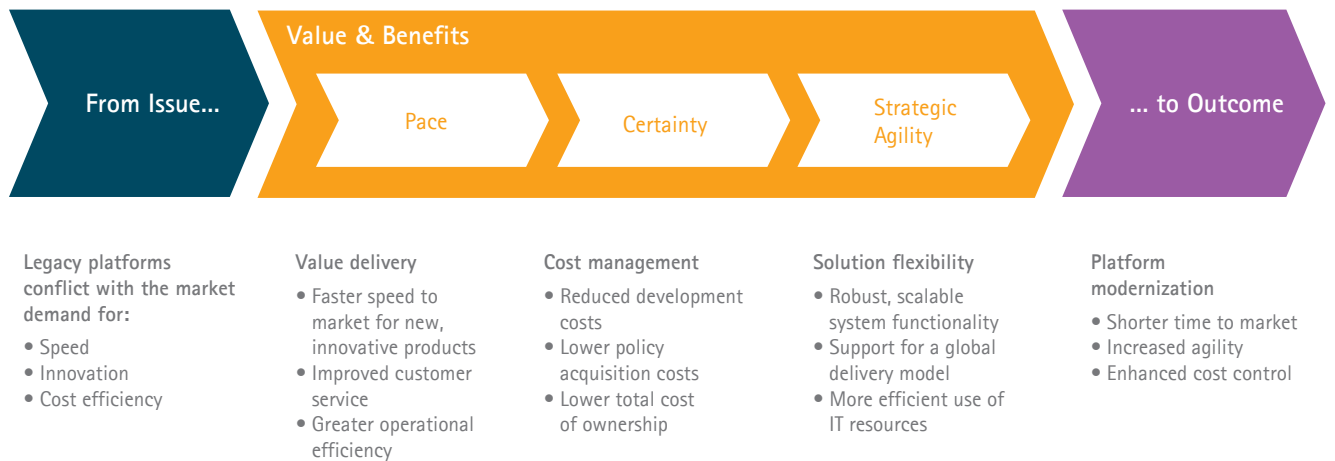 Value & Benefits
From Issue...
Pace
Certainty
Strategic
Agility
... to Outcome
Legacy platforms
conflict with the market
demand for:
• Speed
• Innovation
• Cost efficiency
Value delivery
• Faster speed to
market for new,
innovative products
• Improved customer
service
• Greater operational
efficiency
Cost management
• Reduced development
costs
• Lower policy
acquisition costs
• Lower total cost
of ownership
Solution flexibility
• Robust, scalable
system functionality
• Support for a global
delivery model
• More efficient use of
IT resources
Platform
modernization
• Shorter time to market
• Increased agility
• Enhanced cost control